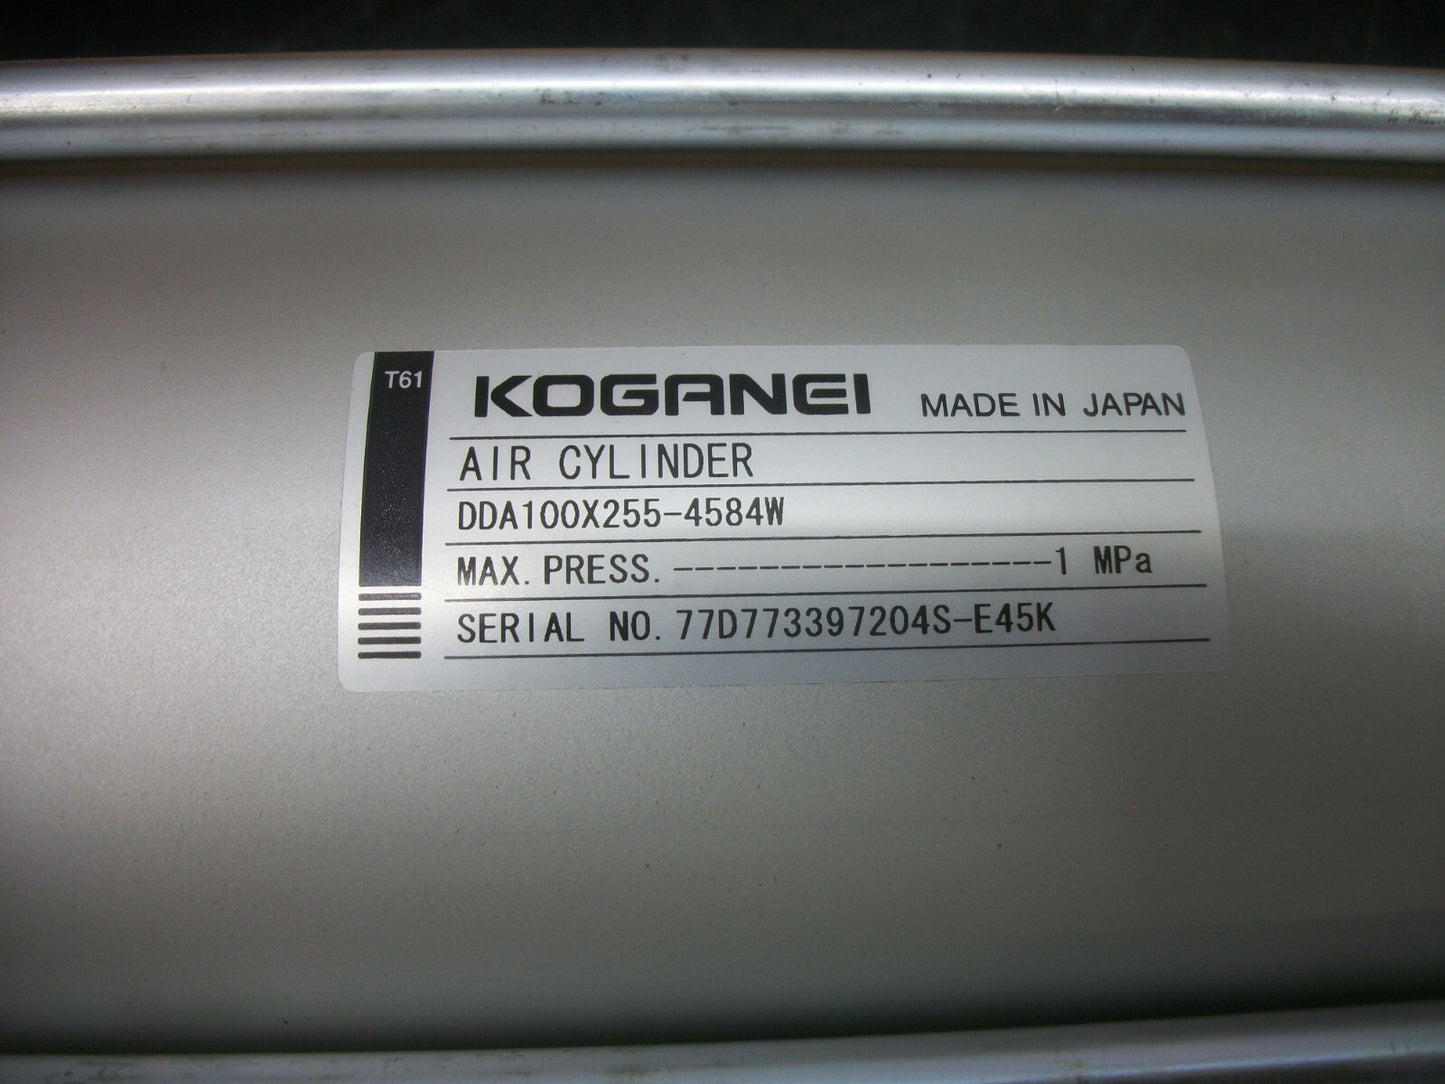 T61
KOGANEI MADE IN JAPAN
AIR CYLINDER
DDA100X255-4584W
MAX. PRESS. ------------------1 MPa
SERIAL NO. 77D773397204S-E45K